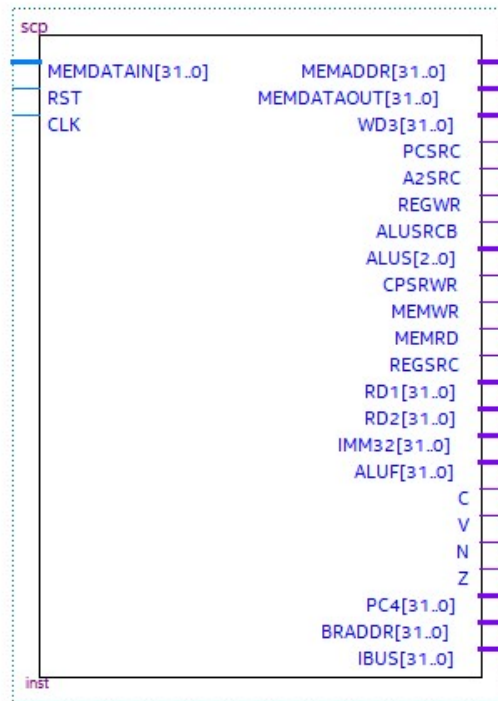 scp
MEMDATAIN[31..0] MEMADDR[31..0]
RST MEMDATAOUT[31..0]
CLK WD3[31..0]
PCSRC
A2SRC
REGWR
ALUSRCB
ALUS[2..0]
CPSRWR
MEMWR
MEMRD
REGSRC
RD1[31..0]
RD2[31..0]
IMM32[31..0]
ALUF[31..0]
C
V
N
Z
PC4[31..0]
BRADDR[31..0]
IBUS[31..0]
inst